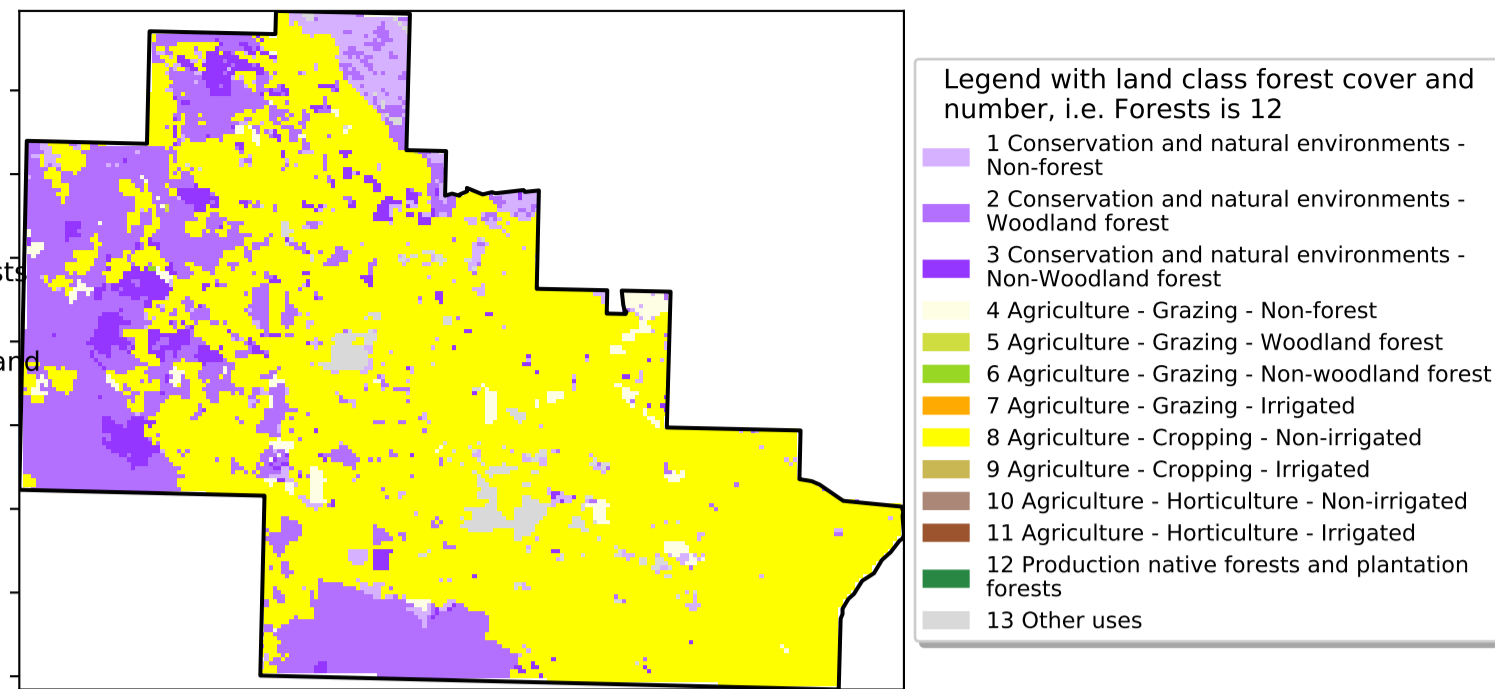 Legend with land class forest cover and
number, i.e. Forests is 12
1 Conservation and natural environments -
Non-forest
2 Conservation and natural environments -
Woodland forest
3 Conservation and natural environments -
Non-Woodland forest
4 Agriculture - Grazing - Non-forest
5 Agriculture - Grazing - Woodland forest
6 Agriculture - Grazing - Non-woodland forest
7 Agriculture - Grazing - Irrigated
8 Agriculture - Cropping - Non-irrigated
9 Agriculture - Cropping - Irrigated
10 Agriculture - Horticulture - Non-irrigated
11 Agriculture - Horticulture - Irrigated
12 Production native forests and plantation
forests
13 Other uses
sts
and